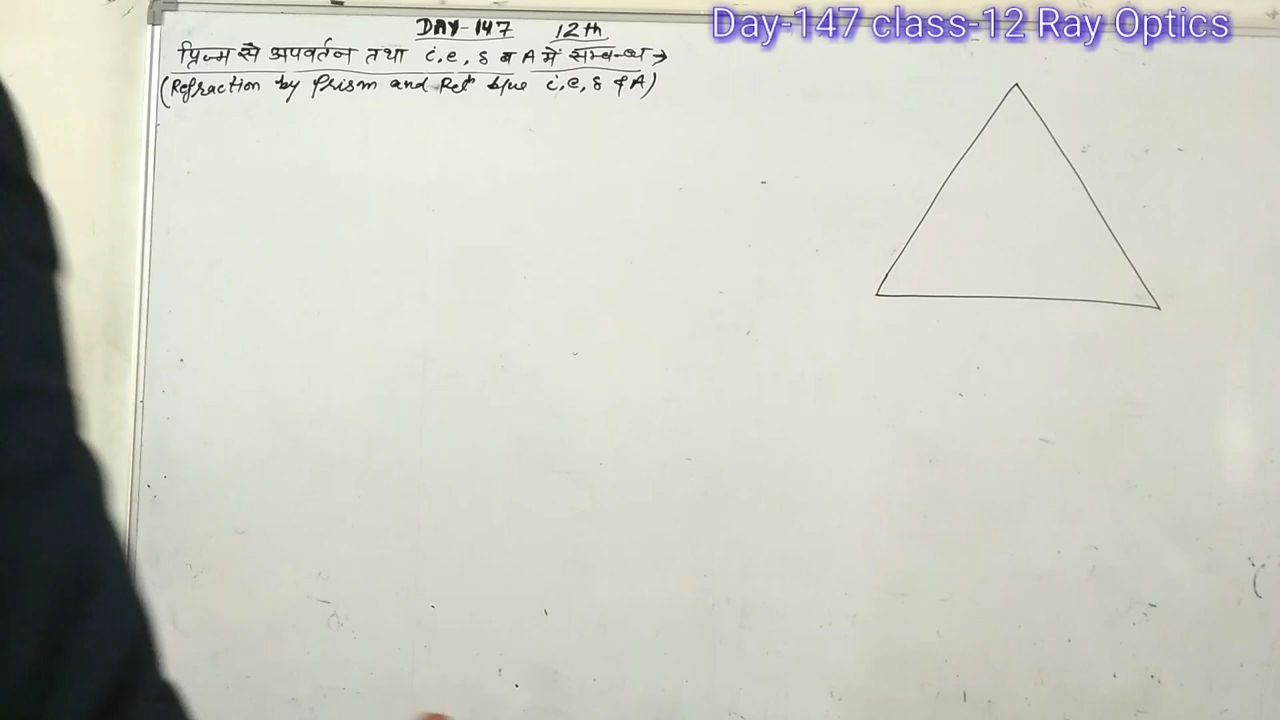 Day-147 class-12 Ray Optics
DAY-147 12th
प्रिज्म से अपवर्तन तथा i,e, δ व A में सम्बन्ध →
(Refraction by Prism and Relⁿ b/w i,e,δ & A)